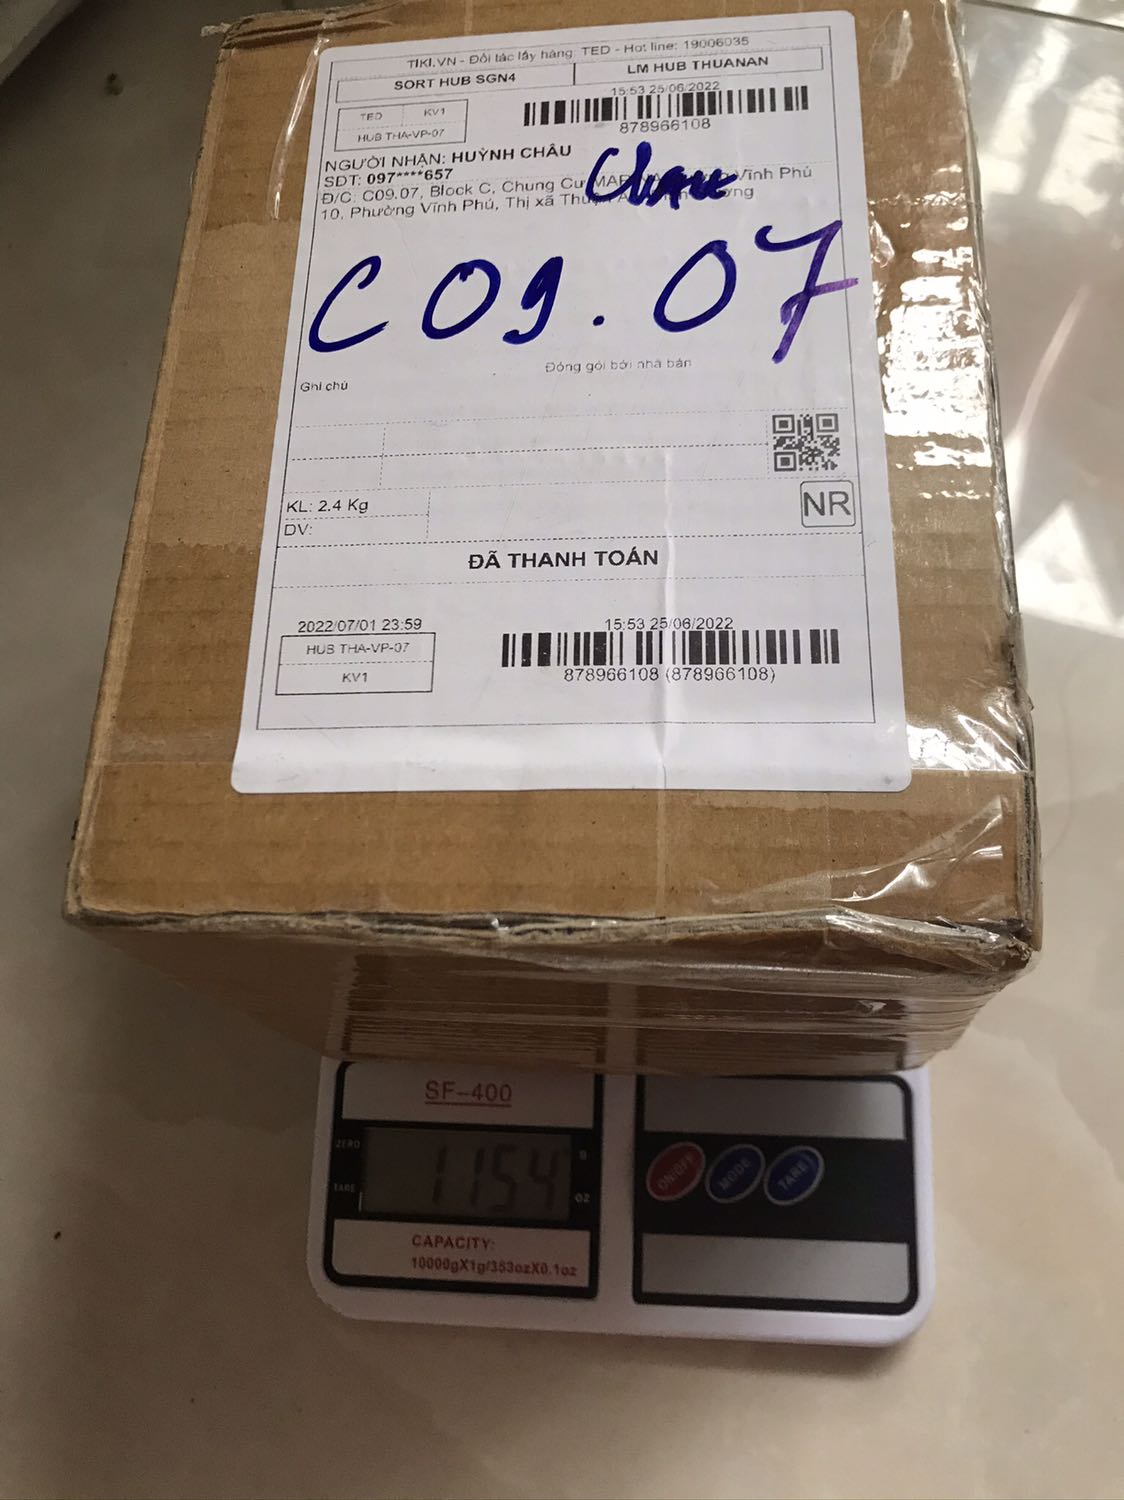 TIKI.VN - Đối tác lấy hàng: TED - Hot line: 19006035
SORT HUB SGN4
LM HUB THUANAN
TED
KV1
HUB THA-VP-07
15:53 25/06/2022
878966108
NGƯỜI NHẬN: HUỲNH CHÂU
SDT: 097****657
Đ/C: C09.07, Block C, Chung Cư Vĩnh Phú
10, Phường Vĩnh Phú, Thị xã
Châu
C09.07
Đóng gói bởi nhà bán
Ghi chú
KL: 2.4 Kg
DV:
NR
ĐÃ THANH TOÁN
2022/07/01 23:59
HUB THA-VP-07
KV1
15:53 25/06/2022
878966108 (878966108)
SF-400
ZERO
TARE
1154
g
oz
CAPACITY:
10000gX1g/353ozX0.1oz
ON/OFF
MODE
TARE